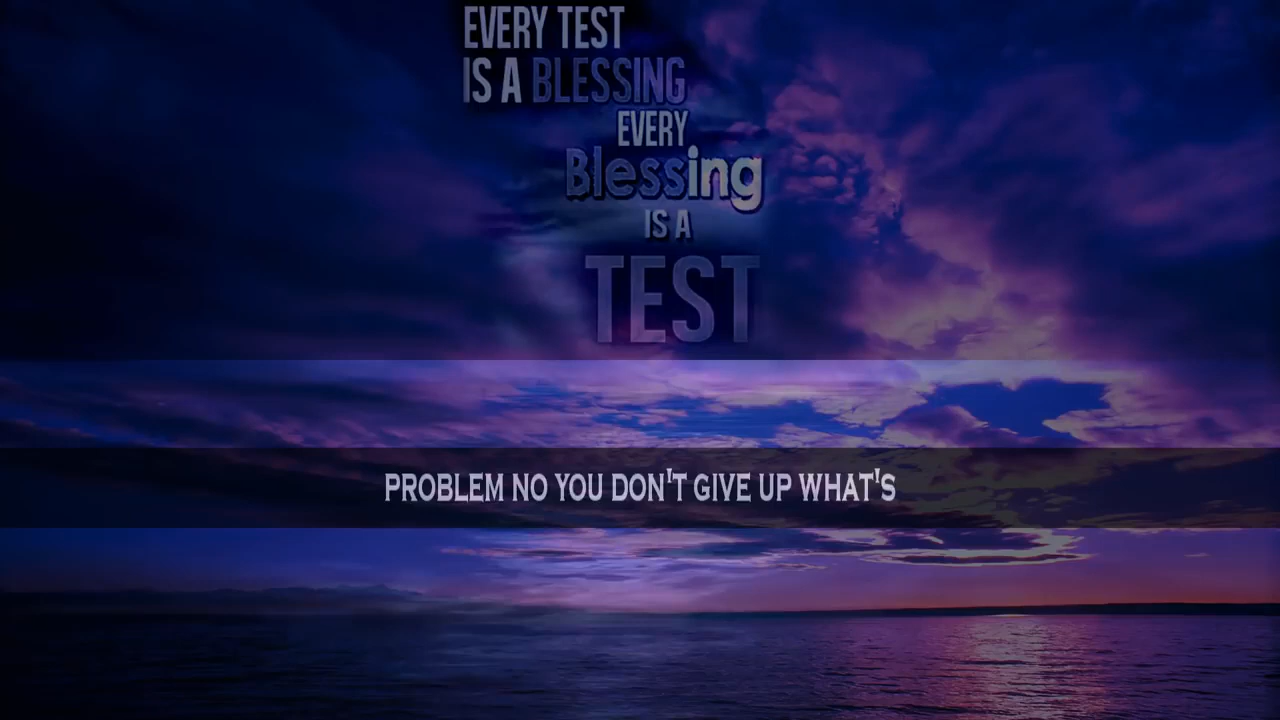 EVERY TEST
IS A BLESSING
EVERY
Blessing
IS A
TEST
PROBLEM NO YOU DON'T GIVE UP WHAT'S